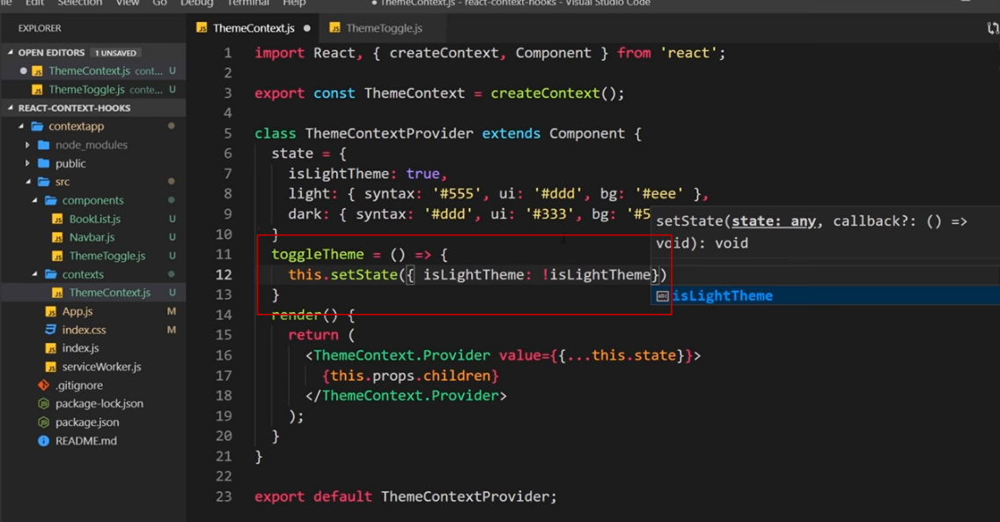 File Edit Selection View Go Debug Terminal Help ● ThemeContext.js - react-context-hooks - Visual Studio Code
EXPLORER
OPEN EDITORS 1 UNSAVED
ThemeContext.js cont... U
ThemeToggle.js conte... U
REACT-CONTEXT-HOOKS
contextapp
node_modules
public
src
components
BookList.js U
Navbar.js U
ThemeToggle.js U
contexts
ThemeContext.js U
App.js M
index.css M
index.js
serviceWorker.js
.gitignore
package-lock.json
package.json
README.md
ThemeContext.js ● ThemeToggle.js
1 import React, { createContext, Component } from 'react';
2
3 export const ThemeContext = createContext();
4
5 class ThemeContextProvider extends Component {
6 state = {
7 isLightTheme: true,
8 light: { syntax: '#555', ui: '#ddd', bg: '#eee' },
9 dark: { syntax: '#ddd', ui: '#333', bg: '#5
setState(state: any, callback?: () =>
void): void
10 }
11 toggleTheme = () => {
12 this.setState({ isLightTheme: !isLightTheme})
isLightTheme
13 }
14 render() {
15 return (
16 <ThemeContext.Provider value={{...this.state}}>
17 {this.props.children}
18 </ThemeContext.Provider>
19 );
20 }
21 }
22
23 export default ThemeContextProvider;